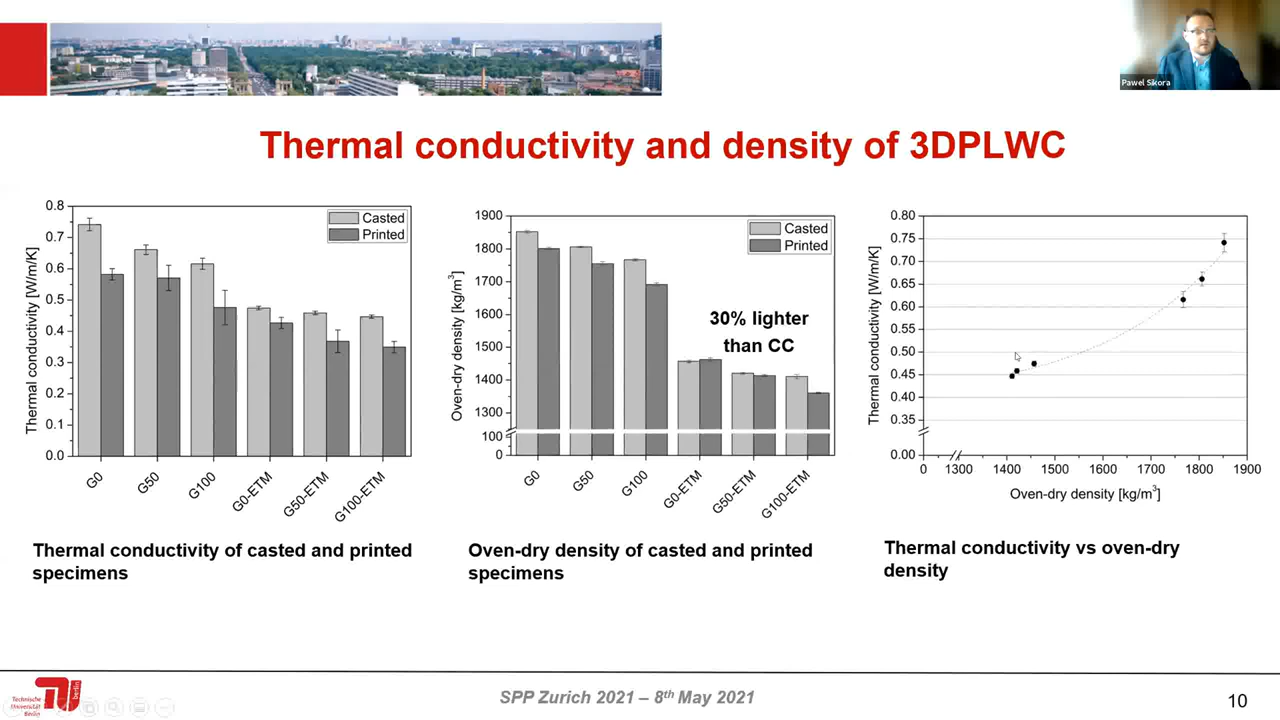 Pawel Sikora
Thermal conductivity and density of 3DPLWC
Thermal conductivity [W/m/K]
0.8
0.7
0.6
0.5
0.4
0.3
0.2
0.1
0.0
Casted
Printed
G0
G50
G100
G0-ETM
G50-ETM
G100-ETM
Thermal conductivity of casted and printed
specimens
Oven-dry density [kg/m³]
1900
1800
1700
1600
1500
1400
1300
100
0
Casted
Printed
30% lighter
than CC
G0
G50
G100
G0-ETM
G50-ETM
G100-ETM
Oven-dry density of casted and printed
specimens
Thermal conductivity [W/m/K]
0.80
0.75
0.70
0.65
0.60
0.55
0.50
0.45
0.40
0.35
0.00
0 1300 1400 1500 1600 1700 1800 1900
Oven-dry density [kg/m³]
Thermal conductivity vs oven-dry
density
Technische
Universität
Berlin
berlin
SPP Zurich 2021 – 8th May 2021
10